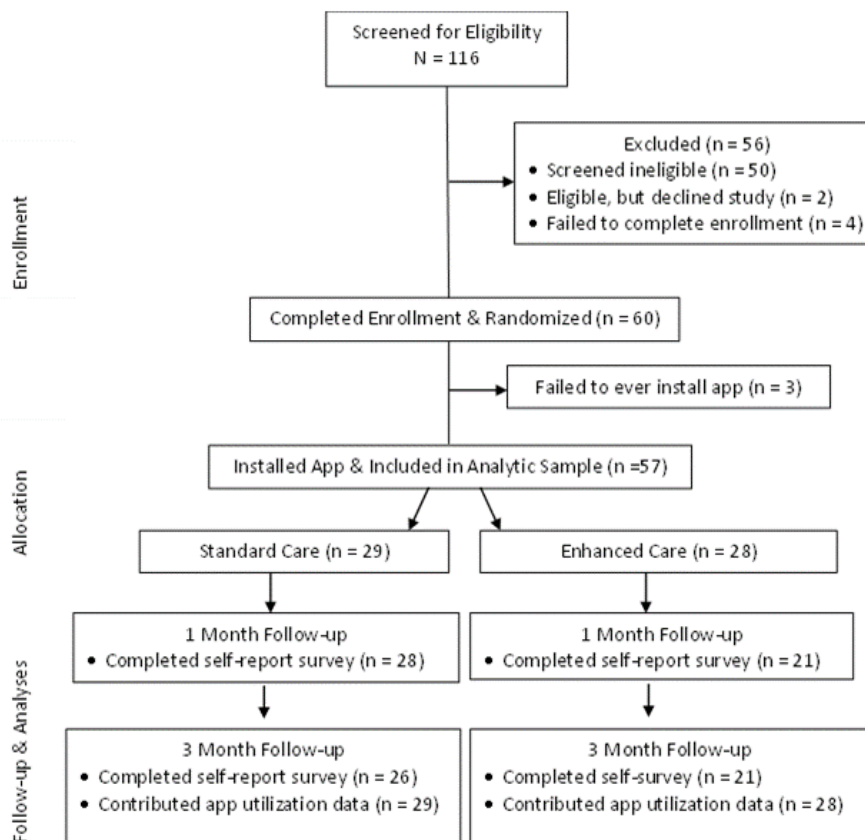 Screened for Eligibility
N = 116
Enrollment
Excluded (n = 56)
• Screened ineligible (n = 50)
• Eligible, but declined study (n = 2)
• Failed to complete enrollment (n = 4)
Completed Enrollment & Randomized (n = 60)
Failed to ever install app (n = 3)
Allocation
Installed App & Included in Analytic Sample (n =57)
Standard Care (n = 29)
Enhanced Care (n = 28)
Follow-up & Analyses
1 Month Follow-up
• Completed self-report survey (n = 28)
1 Month Follow-up
• Completed self-report survey (n = 21)
3 Month Follow-up
• Completed self-report survey (n = 26)
• Contributed app utilization data (n = 29)
3 Month Follow-up
• Completed self-survey (n = 21)
• Contributed app utilization data (n = 28)